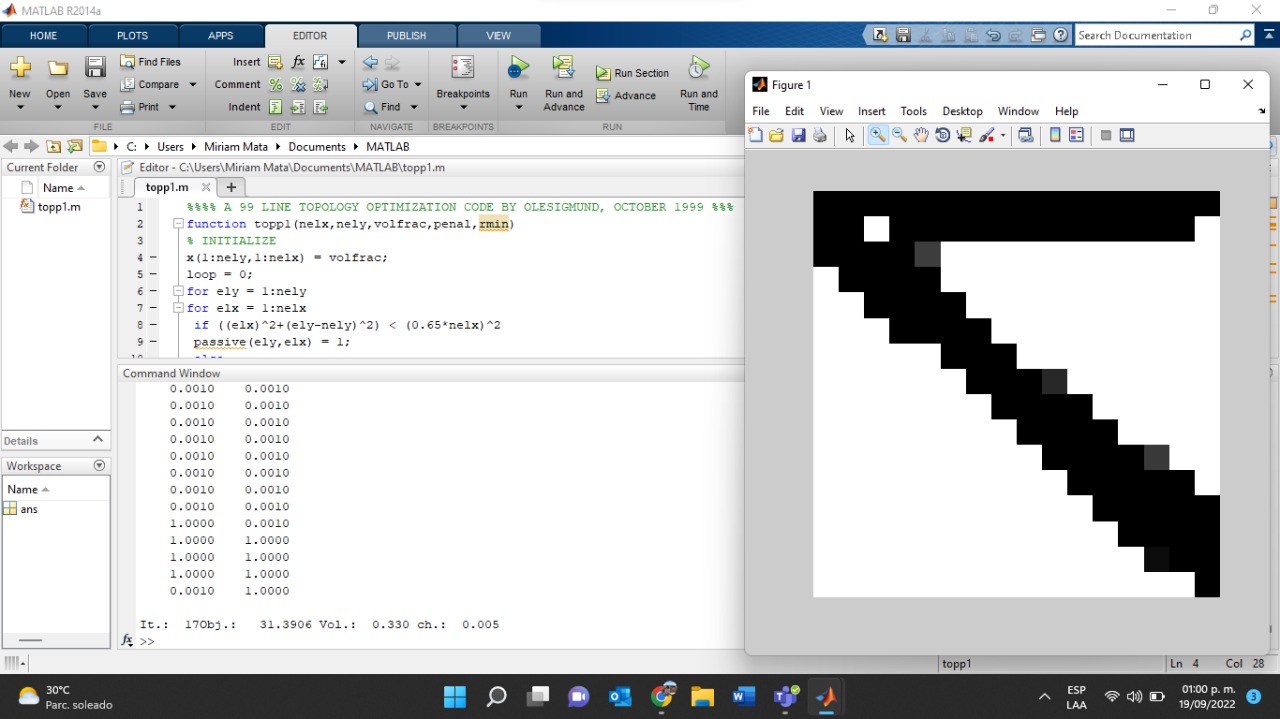 MATLAB R2014a
HOME PLOTS APPS EDITOR PUBLISH VIEW
Search Documentation
New Open Save Find Files Compare Print
Insert Comment Indent
Go To Find
Breakpoints
Run Run and Advance Run Section Advance Run and Time
FILE EDIT NAVIGATE BREAKPOINTS RUN
C: Users Miriam Mata Documents MATLAB
Current Folder
Name
topp1.m
Details
Workspace
Name
ans
Editor - C:\Users\Miriam Mata\Documents\MATLAB\topp1.m
topp1.m
1 %%%% A 99 LINE TOPOLOGY OPTIMIZATION CODE BY OLESIGMUND, OCTOBER 1999 %%%
2 function topp1(nelx,nely,volfrac,penal,rmin)
3 % INITIALIZE
4 x(1:nely,1:nelx) = volfrac;
5 loop = 0;
6 for ely = 1:nely
7 for elx = 1:nelx
8 if ((elx)^2+(ely-nely)^2) < (0.65*nelx)^2
9 passive(ely,elx) = 1;
10 else
Command Window
0.0010 0.0010
0.0010 0.0010
0.0010 0.0010
0.0010 0.0010
0.0010 0.0010
0.0010 0.0010
0.0010 0.0010
0.0010 0.0010
1.0000 0.0010
1.0000 1.0000
1.0000 1.0000
1.0000 1.0000
0.0010 1.0000
It.: 17Obj.: 31.3906 Vol.: 0.330 ch.: 0.005
fx >>
Figure 1
File Edit View Insert Tools Desktop Window Help
topp1 Ln 4 Col 28
30°C
Parc. soleado
ESP
LAA
01:00 p. m.
19/09/2022
3